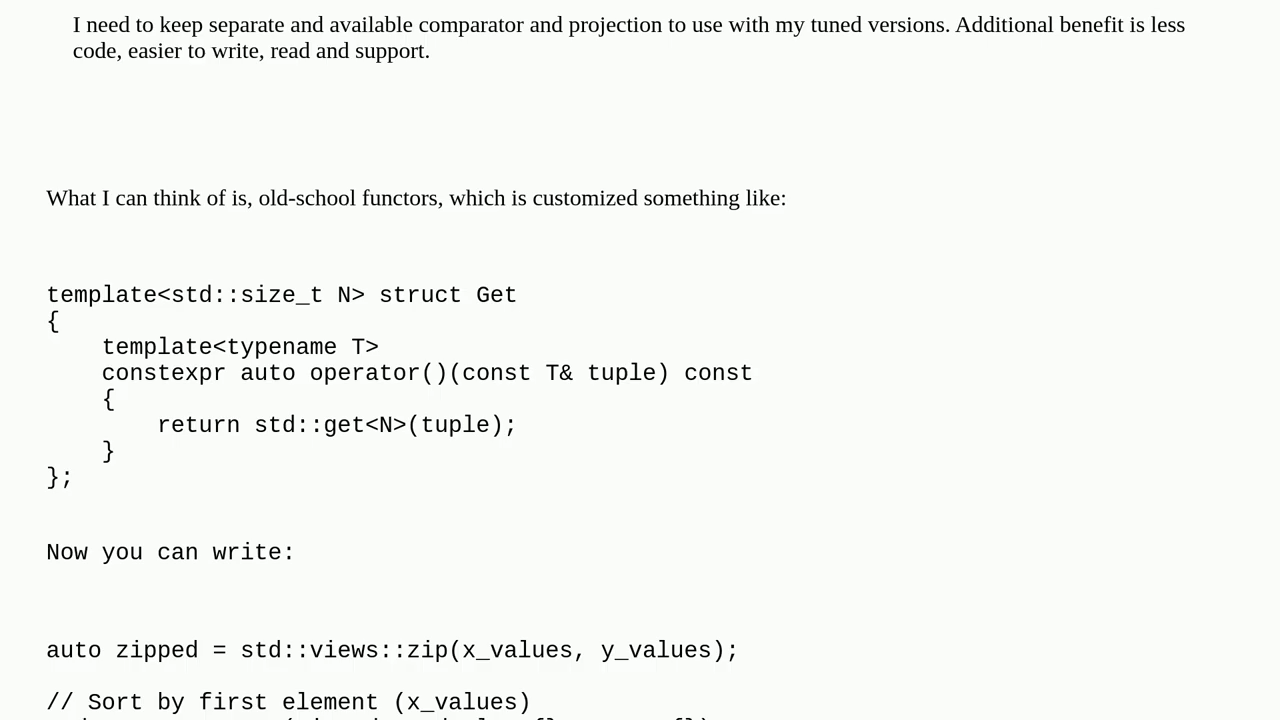 I need to keep separate and available comparator and projection to use with my tuned versions. Additional benefit is less
code, easier to write, read and support.
What I can think of is, old-school functors, which is customized something like:
template<std::size_t N> struct Get
{
    template<typename T>
    constexpr auto operator()(const T& tuple) const
    {
        return std::get<N>(tuple);
    }
};
Now you can write:
auto zipped = std::views::zip(x_values, y_values);
// Sort by first element (x_values)